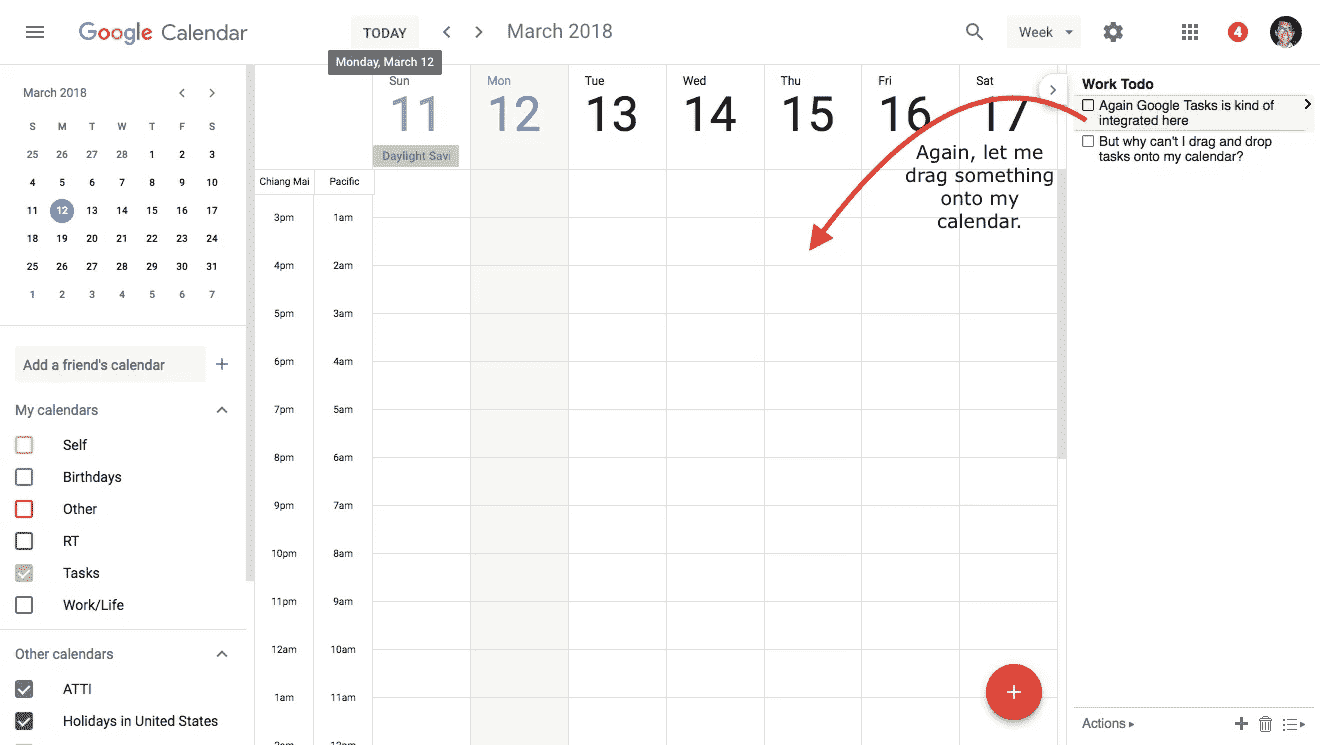 Google Calendar
TODAY
March 2018
Week
4
Monday, March 12
March 2018
S M T W T F S
25 26 27 28 1 2 3
4 5 6 7 8 9 10
11 12 13 14 15 16 17
18 19 20 21 22 23 24
25 26 27 28 29 30 31
1 2 3 4 5 6 7
Add a friend's calendar
My calendars
Self
Birthdays
Other
RT
Tasks
Work/Life
Other calendars
ATTI
Holidays in United States
Sun Mon Tue Wed Thu Fri Sat
11 12 13 14 15 16 17
Daylight Savi
Chiang Mai Pacific
3pm 1am
4pm 2am
5pm 3am
6pm 4am
7pm 5am
8pm 6am
9pm 7am
10pm 8am
11pm 9am
12am 10am
1am 11am
2am 12pm
Again, let me
drag something
onto my
calendar.
Work Todo
Again Google Tasks is kind of
integrated here
But why can't I drag and drop
tasks onto my calendar?
Actions